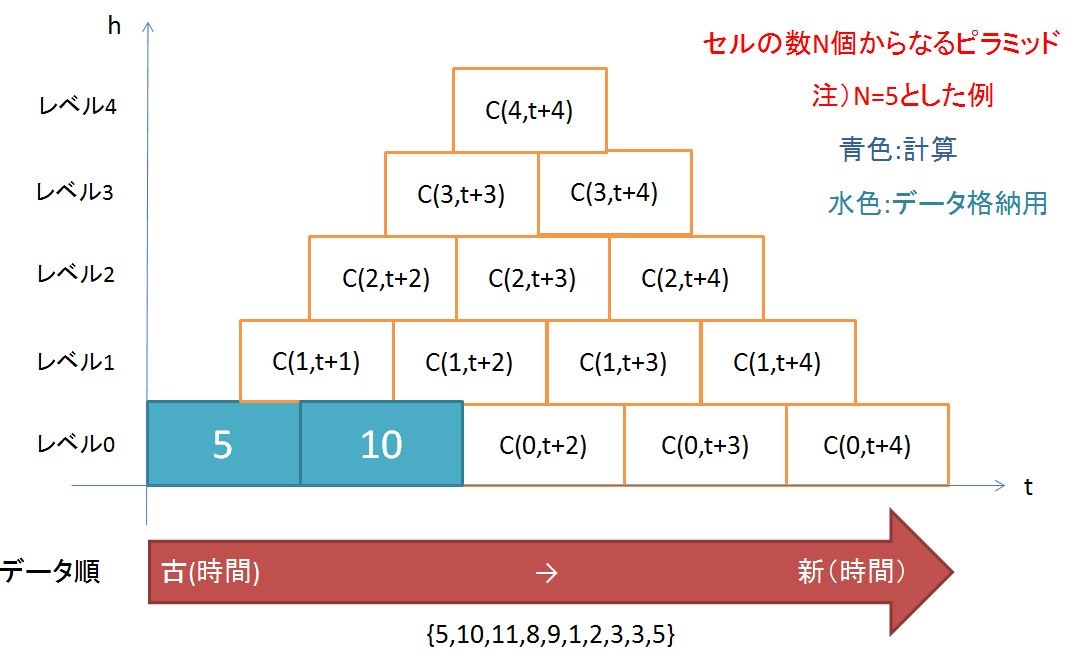 h
セルの数N個からなるピラミッド
注）N=5とした例
青色:計算
水色:データ格納用
レベル4
C(4,t+4)
レベル3
C(3,t+3)
C(3,t+4)
レベル2
C(2,t+2)
C(2,t+3)
C(2,t+4)
レベル1
C(1,t+1)
C(1,t+2)
C(1,t+3)
C(1,t+4)
レベル0
5
10
C(0,t+2)
C(0,t+3)
C(0,t+4)
t
データ順
古(時間)
→
新（時間）
{5,10,11,8,9,1,2,3,3,5}